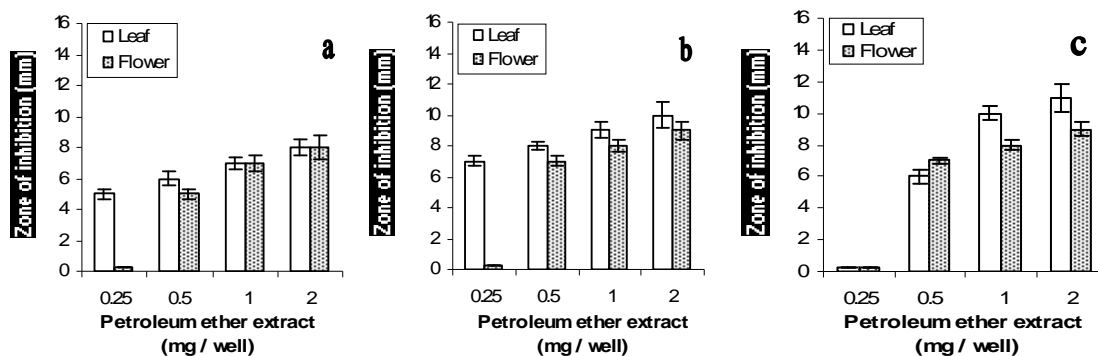 Zone of inhibition (mm)
16
14
12
10
8
6
4
2
0
Leaf
Flower
a
0.25 0.5 1 2
Petroleum ether extract
(mg / well)
Zone of inhibition (mm)
16
14
12
10
8
6
4
2
0
Leaf
Flower
b
0.25 0.5 1 2
Petroleum ether extract
(mg / well)
Zone of inhibition (mm)
16
14
12
10
8
6
4
2
0
Leaf
Flower
c
0.25 0.5 1 2
Petroleum ether extract
(mg / well)